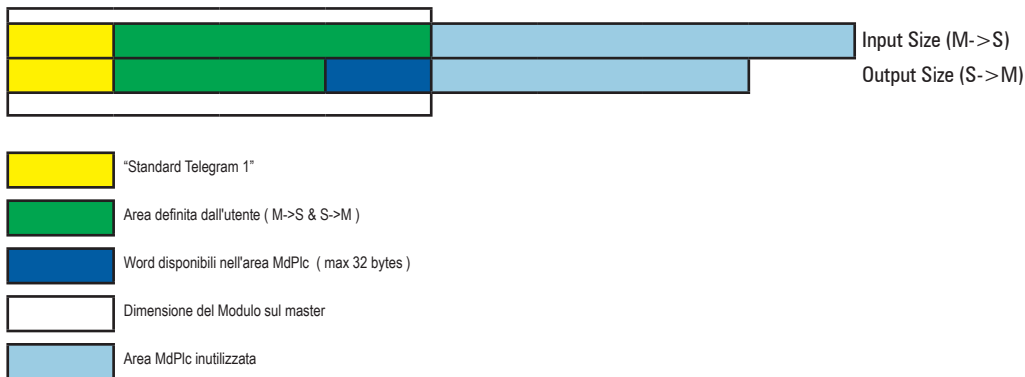 Input Size (M->S)
Output Size (S->M)
“Standard Telegram 1”
Area definita dall'utente ( M->S & S->M )
Word disponibili nell'area MdPlc ( max 32 bytes )
Dimensione del Modulo sul master
Area MdPlc inutilizzata